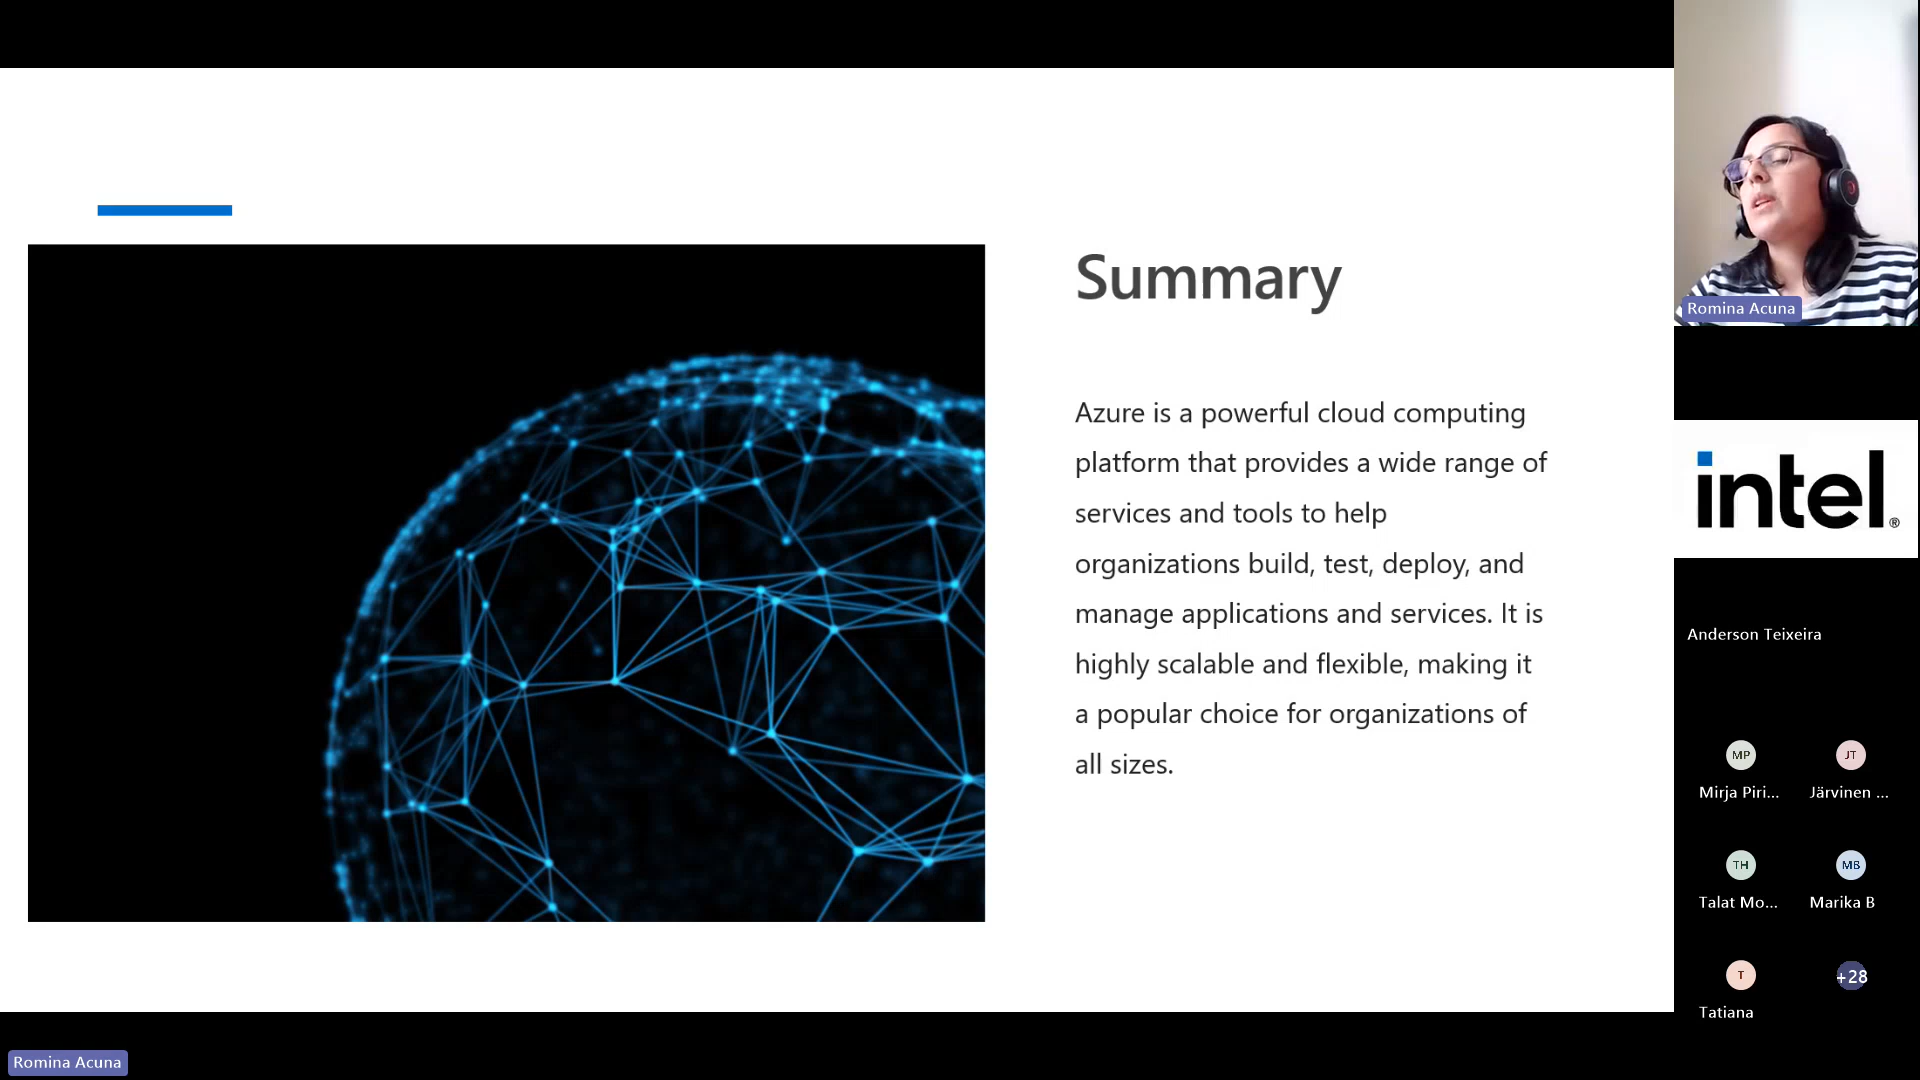 Summary
Azure is a powerful cloud computing
platform that provides a wide range of
services and tools to help
organizations build, test, deploy, and
manage applications and services. It is
highly scalable and flexible, making it
a popular choice for organizations of
all sizes.
Romina Acuna
intel®
Anderson Teixeira
MP
JT
Mirja Piri...
Järvinen ...
TH
MB
Talat Mo...
Marika B
T
+28
Tatiana
Romina Acuna